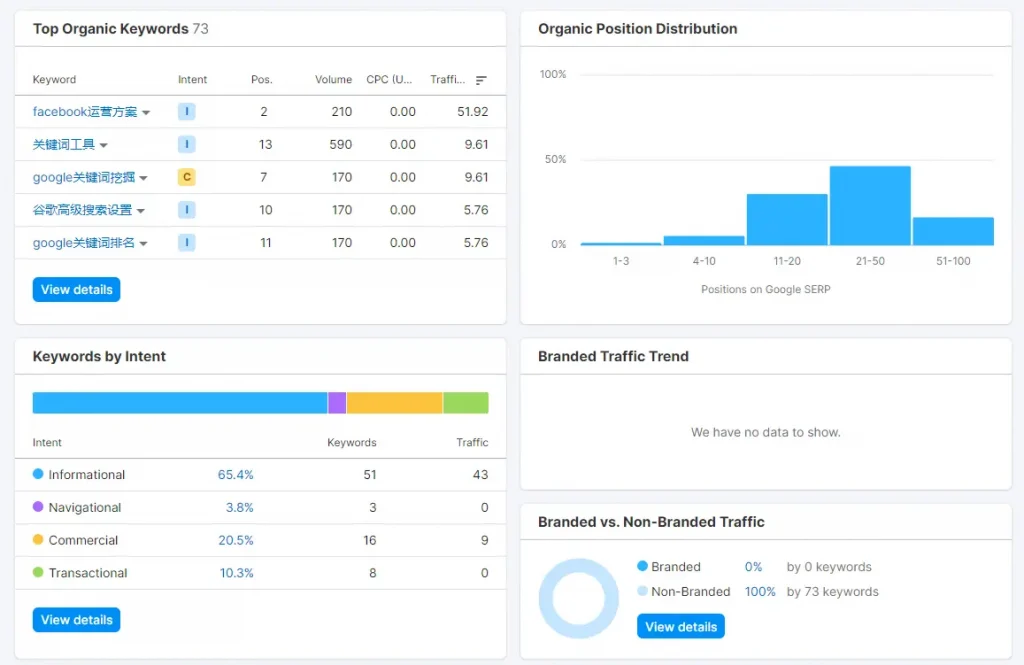 Top Organic Keywords 73
Keyword Intent Pos. Volume CPC (U... Traffi...
facebook运营方案 I 2 210 0.00 51.92
关键词工具 I 13 590 0.00 9.61
google关键词挖掘 C 7 170 0.00 9.61
谷歌高级搜索设置 I 10 170 0.00 5.76
google关键词排名 I 11 170 0.00 5.76
View details
Organic Position Distribution
100%
50%
0%
1-3 4-10 11-20 21-50 51-100
Positions on Google SERP
Keywords by Intent
Intent Keywords Traffic
Informational 65.4% 51 43
Navigational 3.8% 3 0
Commercial 20.5% 16 9
Transactional 10.3% 8 0
View details
Branded Traffic Trend
We have no data to show.
Branded vs. Non-Branded Traffic
Branded 0% by 0 keywords
Non-Branded 100% by 73 keywords
View details